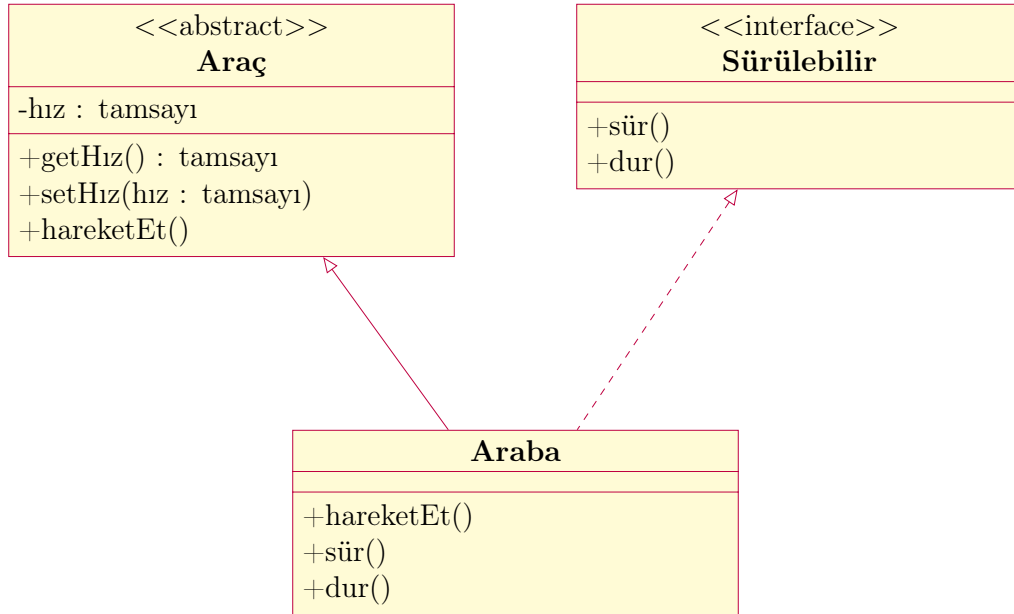 <<abstract>>
Araç
-hız : tamsayı
+getHız() : tamsayı
+setHız(hız : tamsayı)
+hareketEt()
<<interface>>
Sürülebilir
+sür()
+dur()
Araba
+hareketEt()
+sür()
+dur()